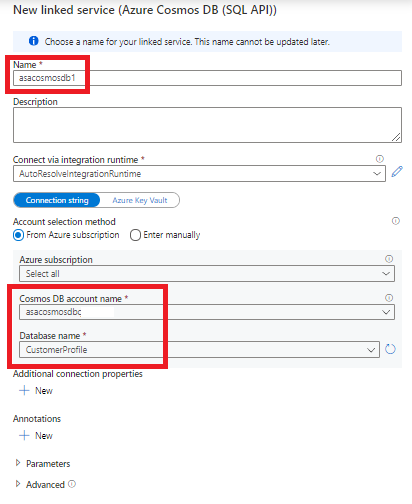 New linked service (Azure Cosmos DB (SQL API))
Choose a name for your linked service. This name cannot be updated later.
Name *
asacosmosdb1
Description
Connect via integration runtime *
AutoResolveIntegrationRuntime
Connection string
Azure Key Vault
Account selection method
From Azure subscription
Enter manually
Azure subscription
Select all
Cosmos DB account name *
asacosmosdbc
Database name *
CustomerProfile
Additional connection properties
New
Annotations
New
Parameters
Advanced